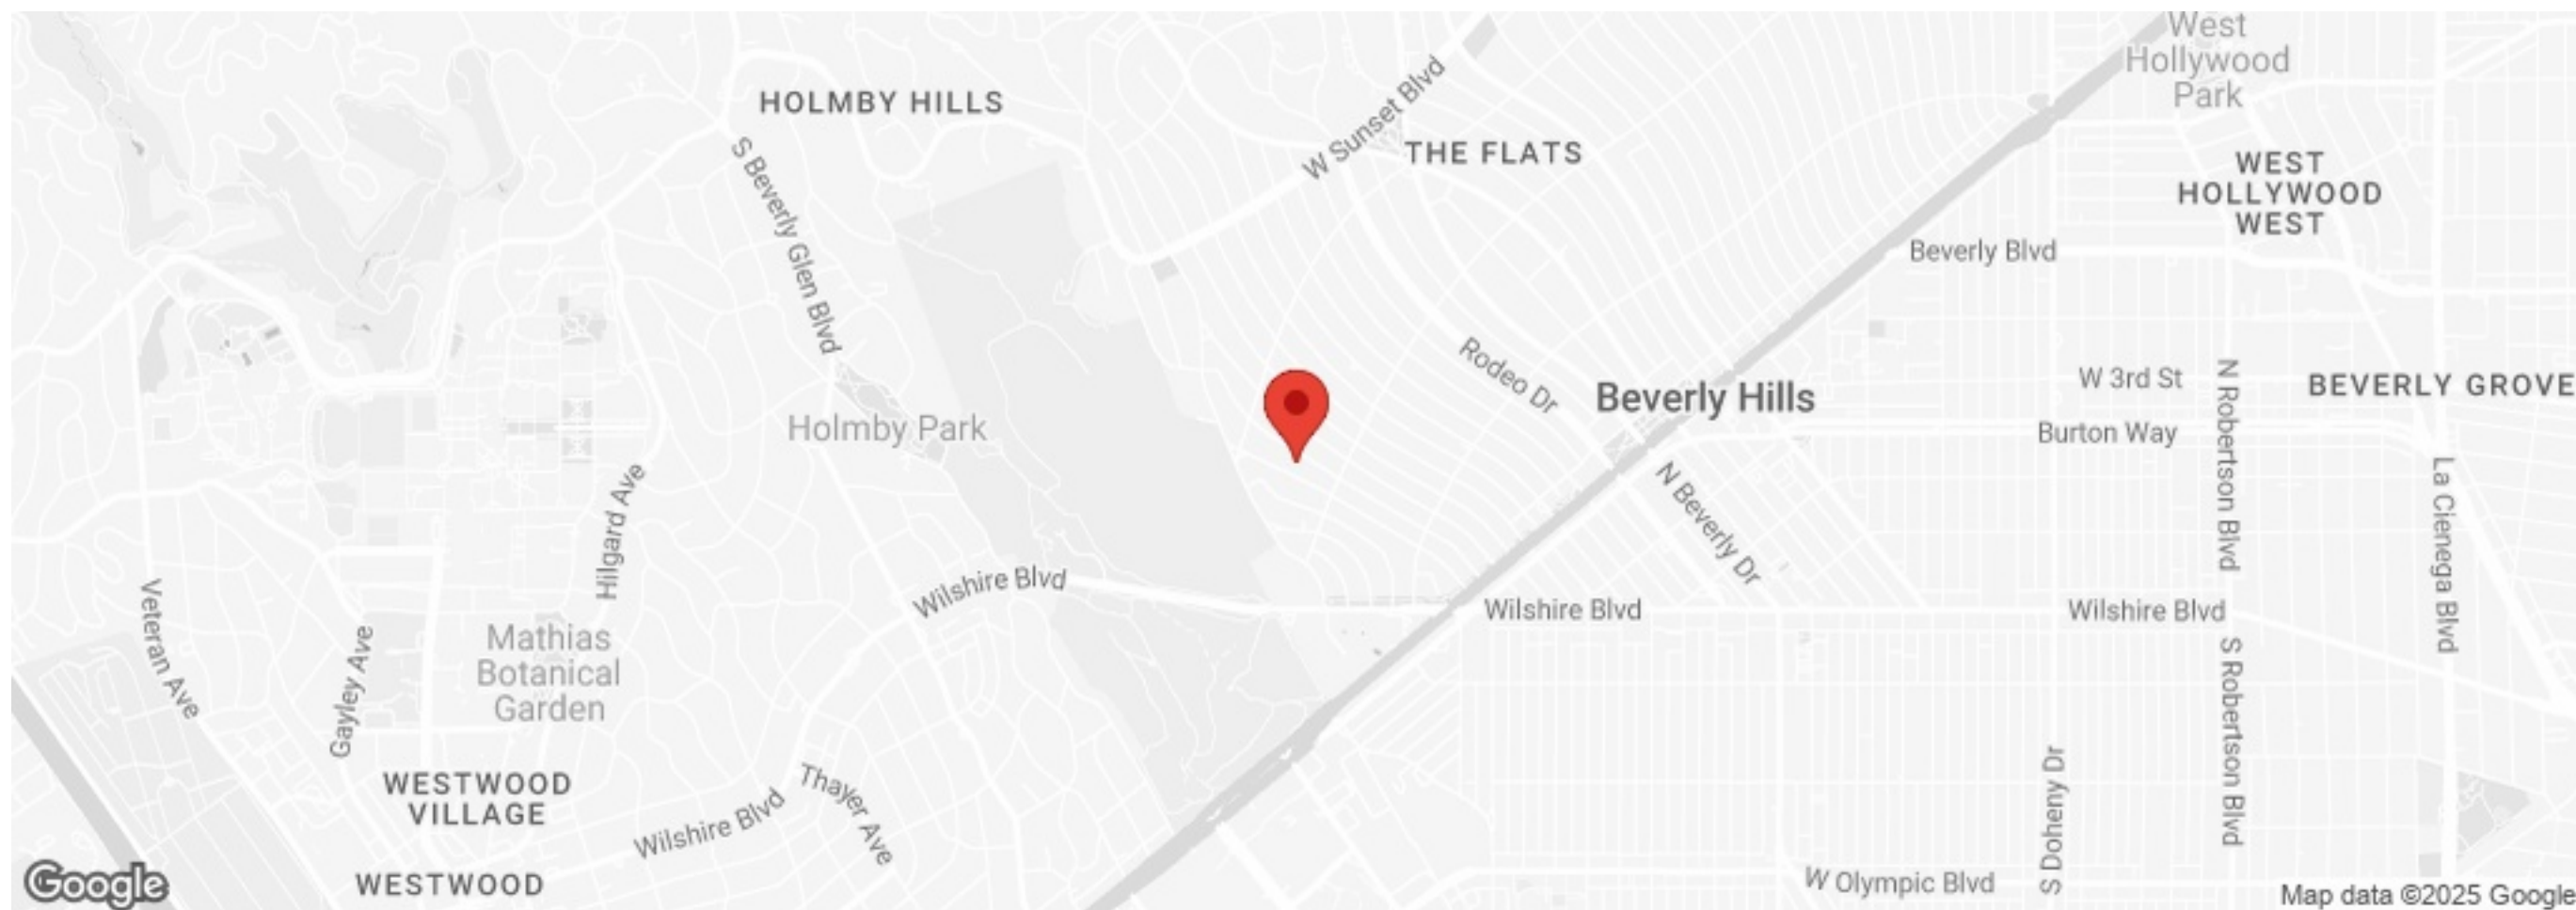 West
Hollywood
Park
HOLMBY HILLS
W Sunset Blvd
THE FLATS
S Beverly Glen Blvd
WEST
HOLLYWOOD
WEST
Beverly Blvd
Rodeo Dr
Beverly Hills
W 3rd St
N Robertson Blvd
BEVERLY GROVE
Holmby Park
Burton Way
Hilgard Ave
N Beverly Dr
La Cienega Blvd
Wilshire Blvd
Wilshire Blvd
Wilshire Blvd
Veteran Ave
Gayley Ave
Mathias
Botanical
Garden
S Robertson Blvd
WESTWOOD
VILLAGE
Thayer Ave
Wilshire Blvd
S Doheny Dr
WESTWOOD
W Olympic Blvd
Google
Map data ©2025 Google